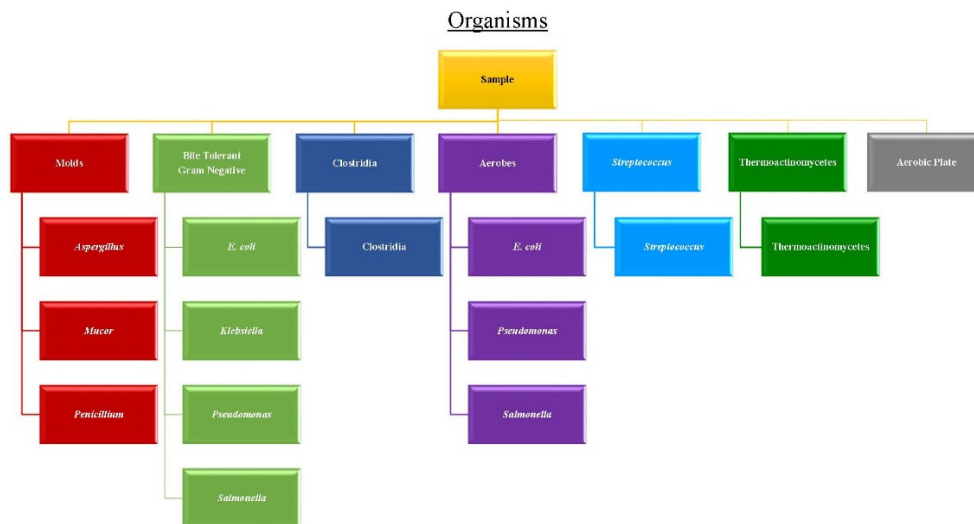 Organisms
Sample
Molds
Bile Tolerant
Gram Negative
Clostridia
Aerobes
Streptococcus
Thermoactinomycetes
Aerobic Plate
Aspergillus
E. coli
Clostridia
E. coli
Streptococcus
Thermoactinomycetes
Mucor
Klebsiella
Pseudomonas
Penicillium
Pseudomonas
Salmonella
Salmonella